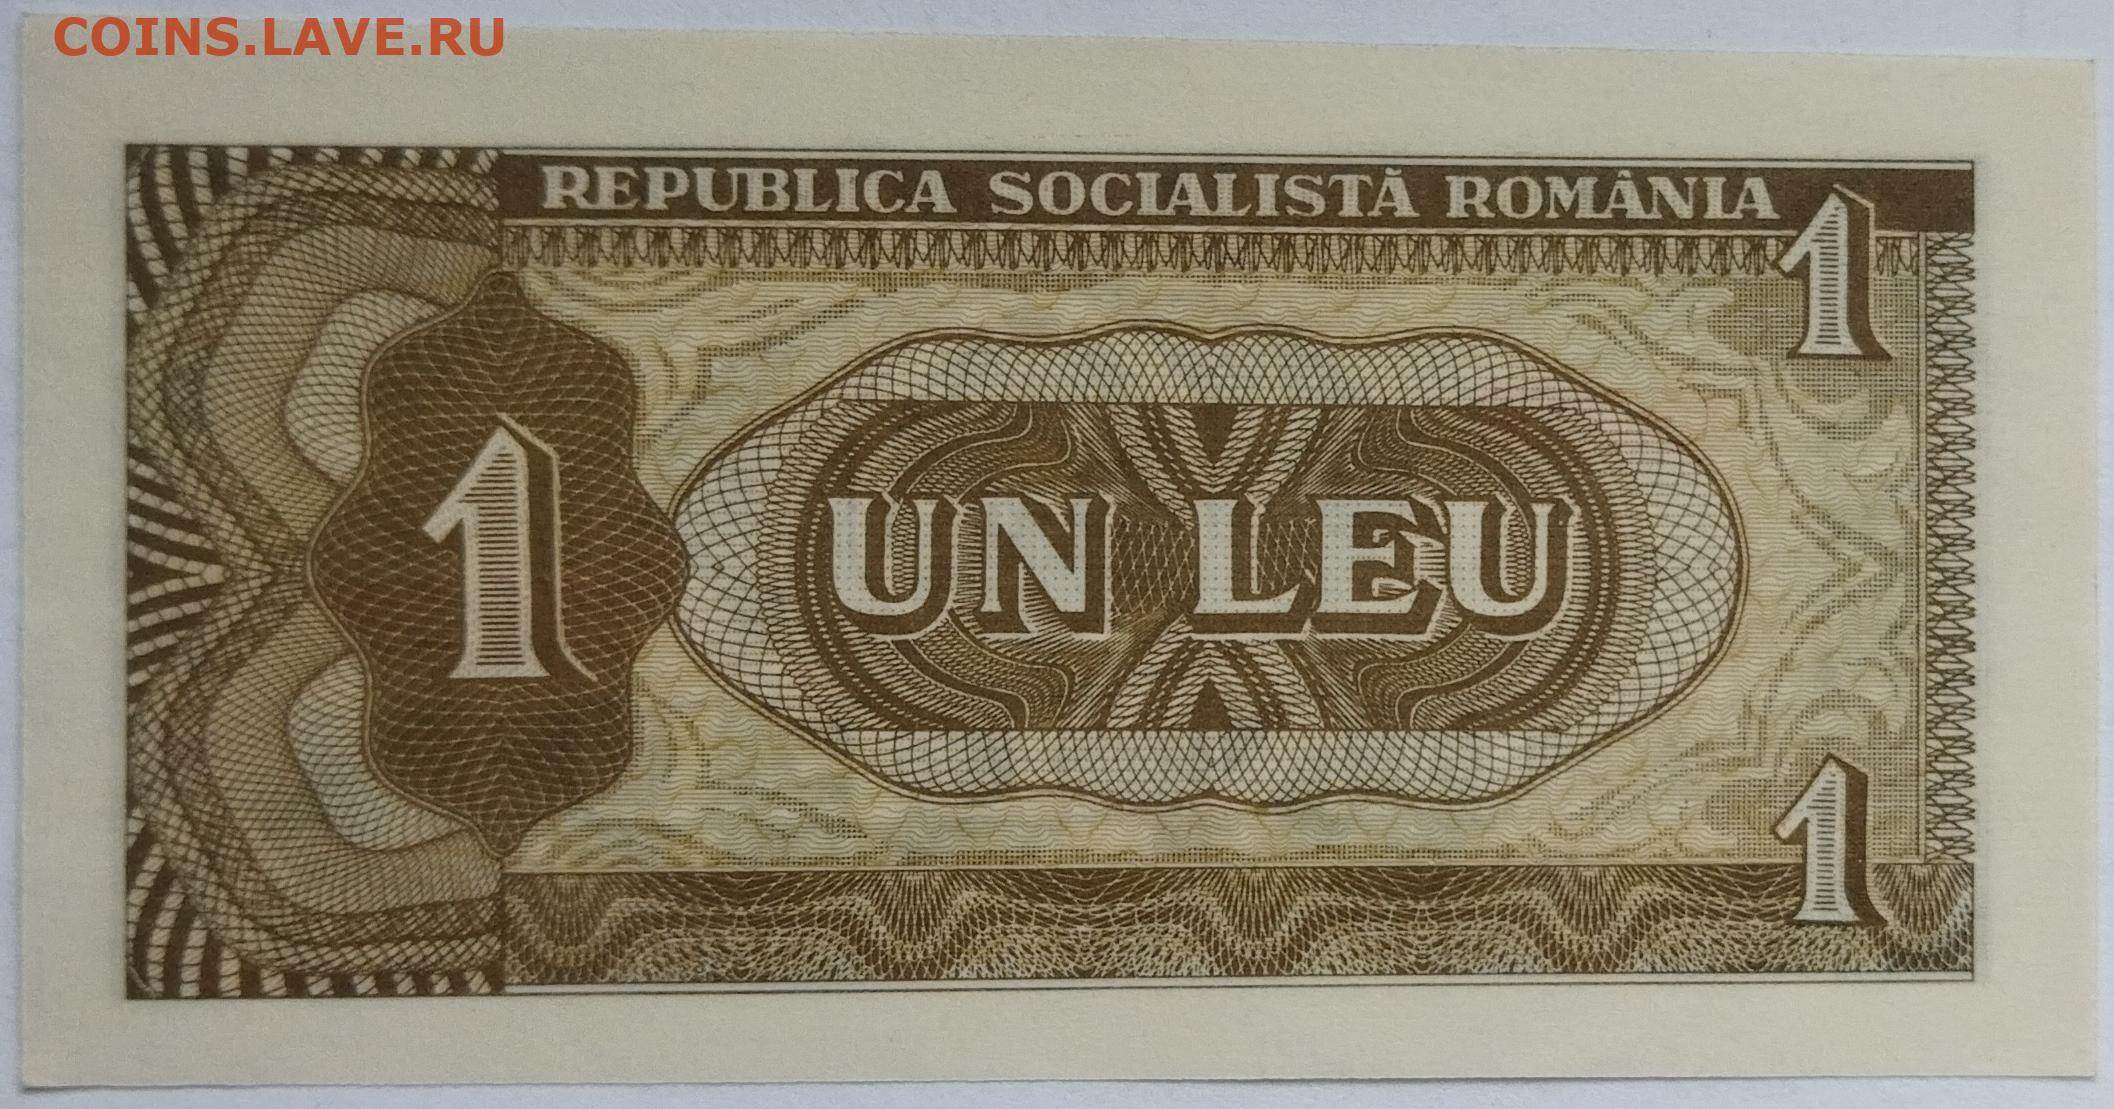 COINS.LAVE.RU
REPUBLICA SOCIALISTĂ ROMÂNIA
1
1
UN LEU
1